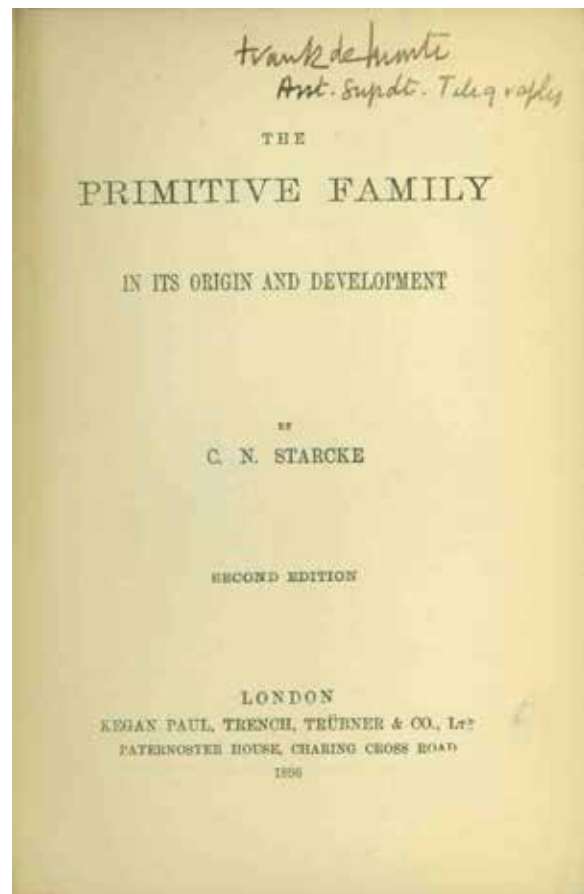 Frank de Monte
Asst. Supdt. Telegraphs
THE
PRIMITIVE FAMILY
IN ITS ORIGIN AND DEVELOPMENT
BY
C. N. STARCKE
SECOND EDITION
LONDON
KEGAN PAUL, TRENCH, TRÜBNER & CO., LTD
PATERNOSTER HOUSE, CHARING CROSS ROAD
1896